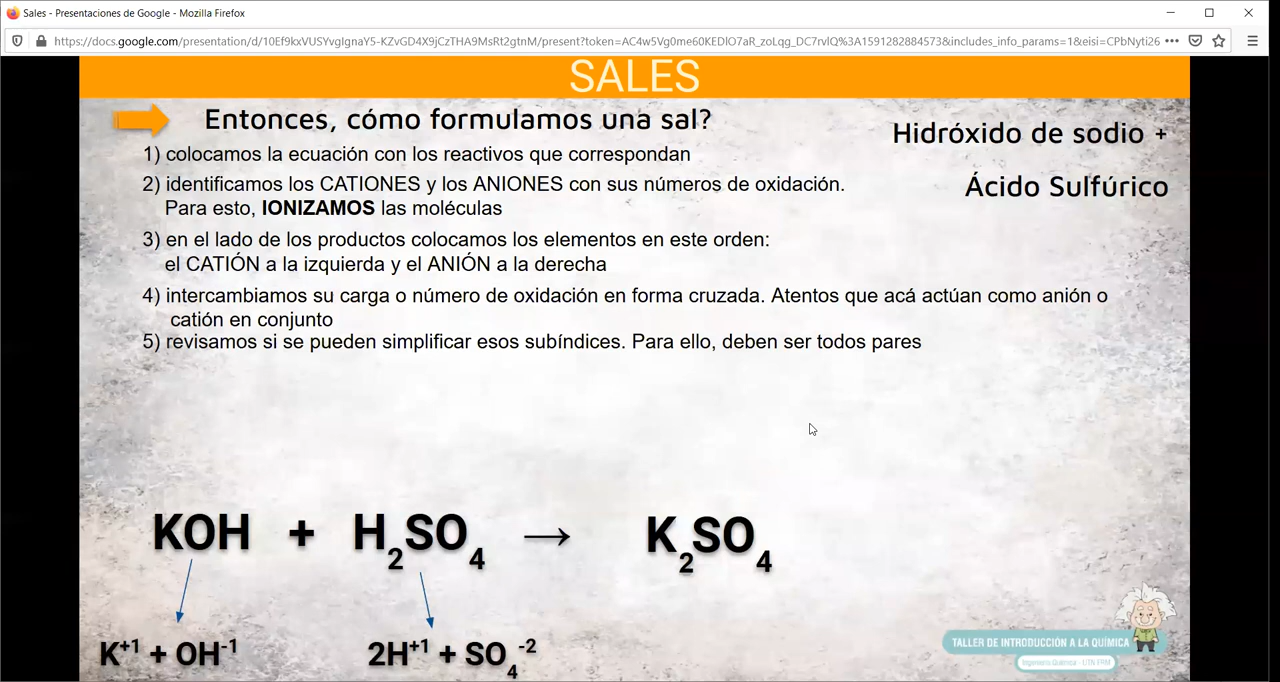 Sales - Presentaciones de Google - Mozilla Firefox
https://docs.google.com/presentation/d/10Ef9kxVUSYvgIgnaY5-KZvGD4X9jCzTHA9MsRt2gtnM/present?token=AC4w5Vg0me60KEDlO7aR_zoLqg_DC7rvlQ%3A1591282884573&includes_info_params=1&eisi=CPbNyti26
SALES
Entonces, cómo formulamos una sal?
Hidróxido de sodio +
Ácido Sulfúrico
1) colocamos la ecuación con los reactivos que correspondan
2) identificamos los CATIONES y los ANIONES con sus números de oxidación.
Para esto, IONIZAMOS las moléculas
3) en el lado de los productos colocamos los elementos en este orden:
el CATIÓN a la izquierda y el ANIÓN a la derecha
4) intercambiamos su carga o número de oxidación en forma cruzada. Atentos que acá actúan como anión o
catión en conjunto
5) revisamos si se pueden simplificar esos subíndices. Para ello, deben ser todos pares
KOH + H₂SO₄ → K₂SO₄
K⁺¹ + OH⁻¹ 2H⁺¹ + SO₄⁻²
TALLER DE INTRODUCCIÓN A LA QUÍMICA
Ingeniería Química - UTN FRM